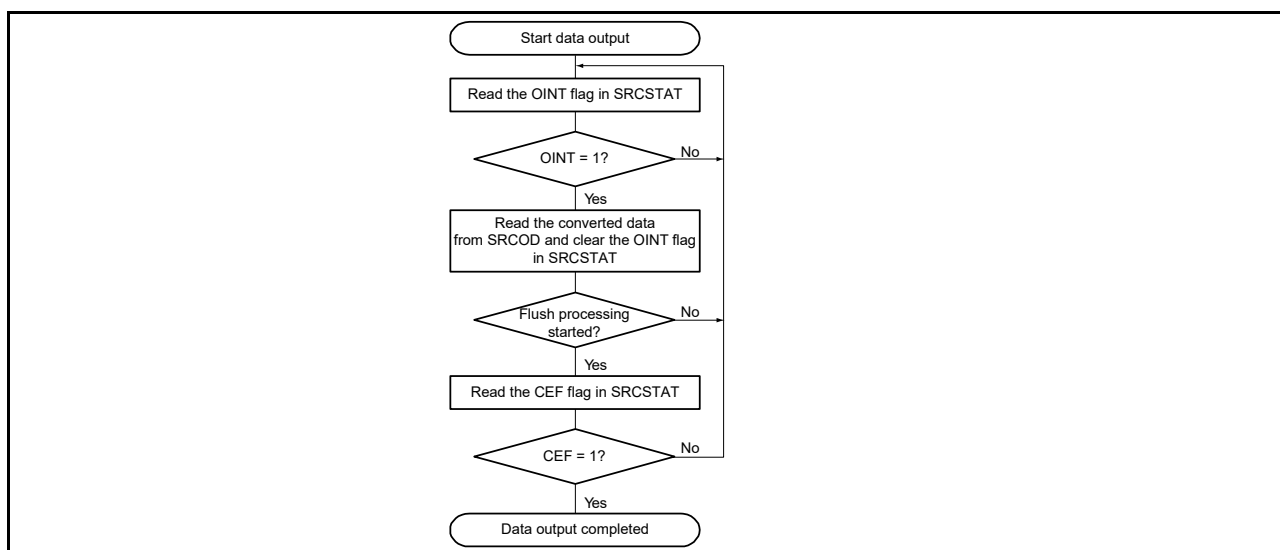 Start data output
Read the OINT flag in SRCSTAT
OINT = 1?
No
Yes
Read the converted data
from SRCOD and clear the OINT flag
in SRCSTAT
Flush processing
started?
No
Yes
Read the CEF flag in SRCSTAT
CEF = 1?
No
Yes
Data output completed